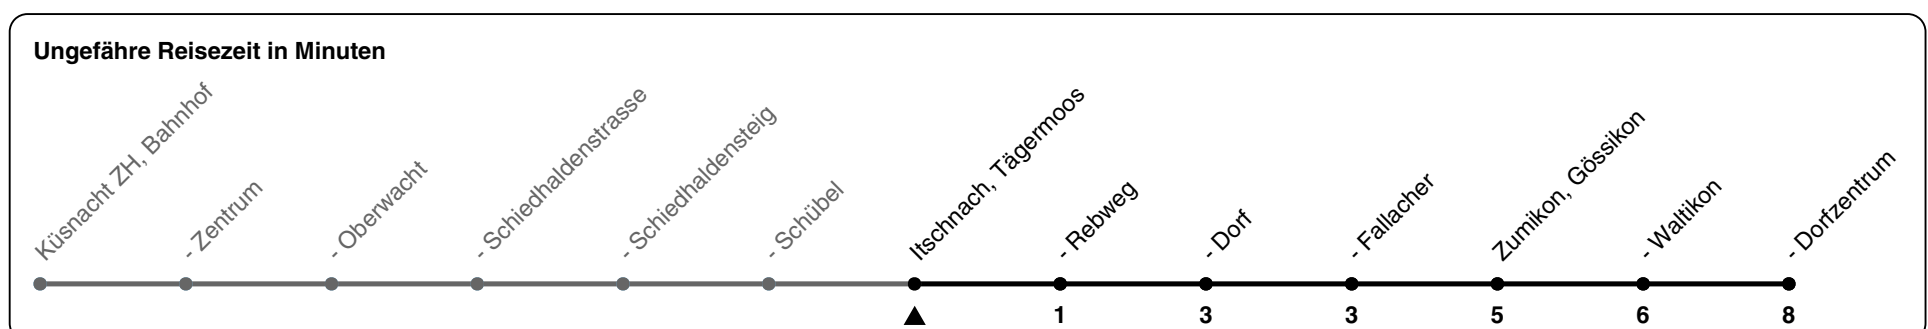 Ungefähre Reisezeit in Minuten
Küsnacht ZH, Bahnhof
- Zentrum
- Oberwacht
- Schiedhaldenstrasse
- Schiedhaldensteig
- Schübel
Itschnach, Tägermoos
- Rebweg
- Dorf
- Fallacher
Zumikon, Gössikon
- Waltikon
- Dorfzentrum
1 3 3 5 6 8